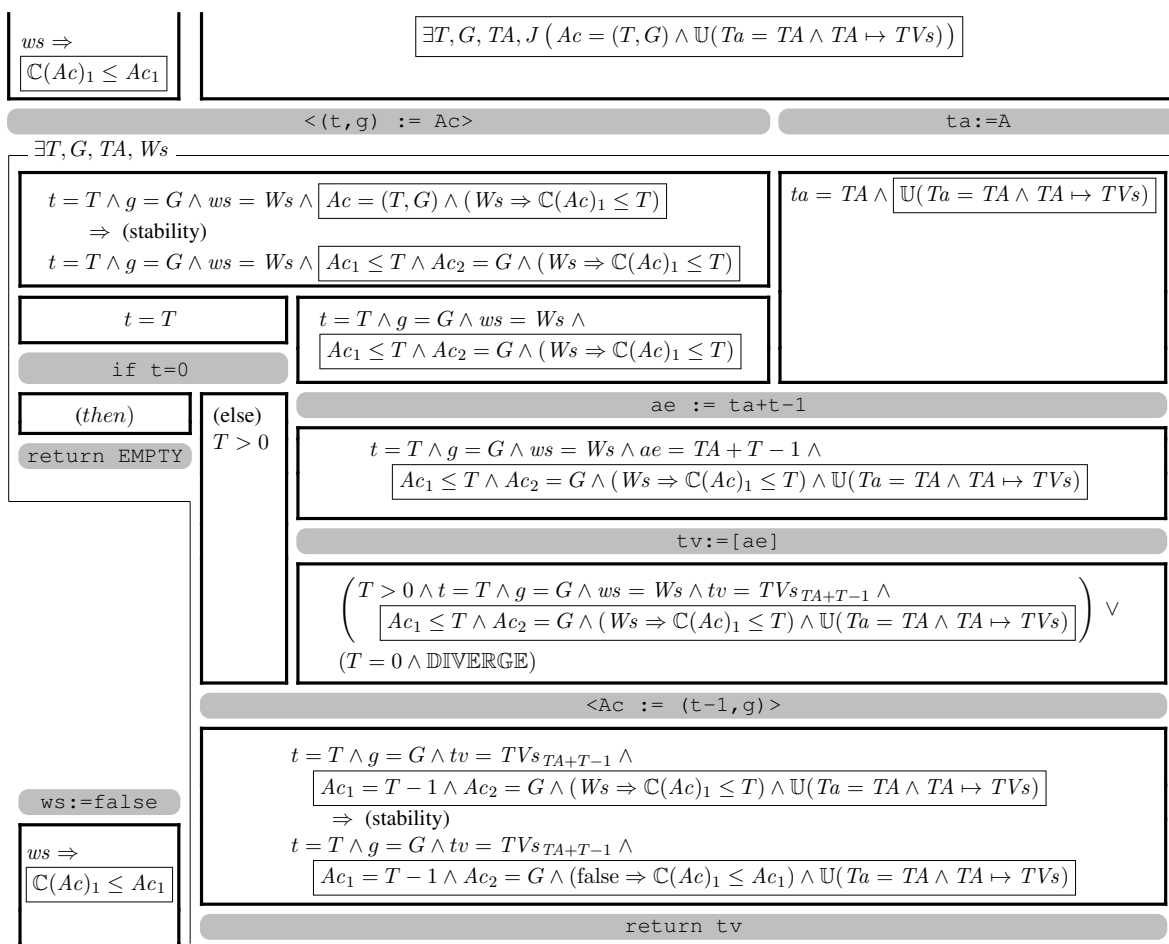 ws ⇒
ℂ(Ac)₁ ≤ Ac₁
∃T, G, TA, J ( Ac = (T, G) ∧ 𝕌(Ta = TA ∧ TA ↦ TVs) )
<(t,g) := Ac>
ta:=A
∃T, G, TA, Ws
t = T ∧ g = G ∧ ws = Ws ∧ Ac = (T, G) ∧ (Ws ⇒ ℂ(Ac)₁ ≤ T)
⇒ (stability)
t = T ∧ g = G ∧ ws = Ws ∧ Ac₁ ≤ T ∧ Ac₂ = G ∧ (Ws ⇒ ℂ(Ac)₁ ≤ T)
ta = TA ∧ 𝕌(Ta = TA ∧ TA ↦ TVs)
t = T
t = T ∧ g = G ∧ ws = Ws ∧
Ac₁ ≤ T ∧ Ac₂ = G ∧ (Ws ⇒ ℂ(Ac)₁ ≤ T)
if t=0
(then)
return EMPTY
(else)
T > 0
ae := ta+t-1
t = T ∧ g = G ∧ ws = Ws ∧ ae = TA + T − 1 ∧
Ac₁ ≤ T ∧ Ac₂ = G ∧ (Ws ⇒ ℂ(Ac)₁ ≤ T) ∧ 𝕌(Ta = TA ∧ TA ↦ TVs)
tv:=[ae]
( T > 0 ∧ t = T ∧ g = G ∧ ws = Ws ∧ tv = TVs_{TA+T−1} ∧
Ac₁ ≤ T ∧ Ac₂ = G ∧ (Ws ⇒ ℂ(Ac)₁ ≤ T) ∧ 𝕌(Ta = TA ∧ TA ↦ TVs) ) ∨
(T = 0 ∧ 𝔻𝕀𝕍𝔼ℝ𝔾𝔼)
<Ac := (t-1,g)>
t = T ∧ g = G ∧ tv = TVs_{TA+T−1} ∧
Ac₁ = T − 1 ∧ Ac₂ = G ∧ (Ws ⇒ ℂ(Ac)₁ ≤ T) ∧ 𝕌(Ta = TA ∧ TA ↦ TVs)
⇒ (stability)
t = T ∧ g = G ∧ tv = TVs_{TA+T−1} ∧
Ac₁ = T − 1 ∧ Ac₂ = G ∧ (false ⇒ ℂ(Ac)₁ ≤ Ac₁) ∧ 𝕌(Ta = TA ∧ TA ↦ TVs)
ws:=false
ws ⇒
ℂ(Ac)₁ ≤ Ac₁
return tv